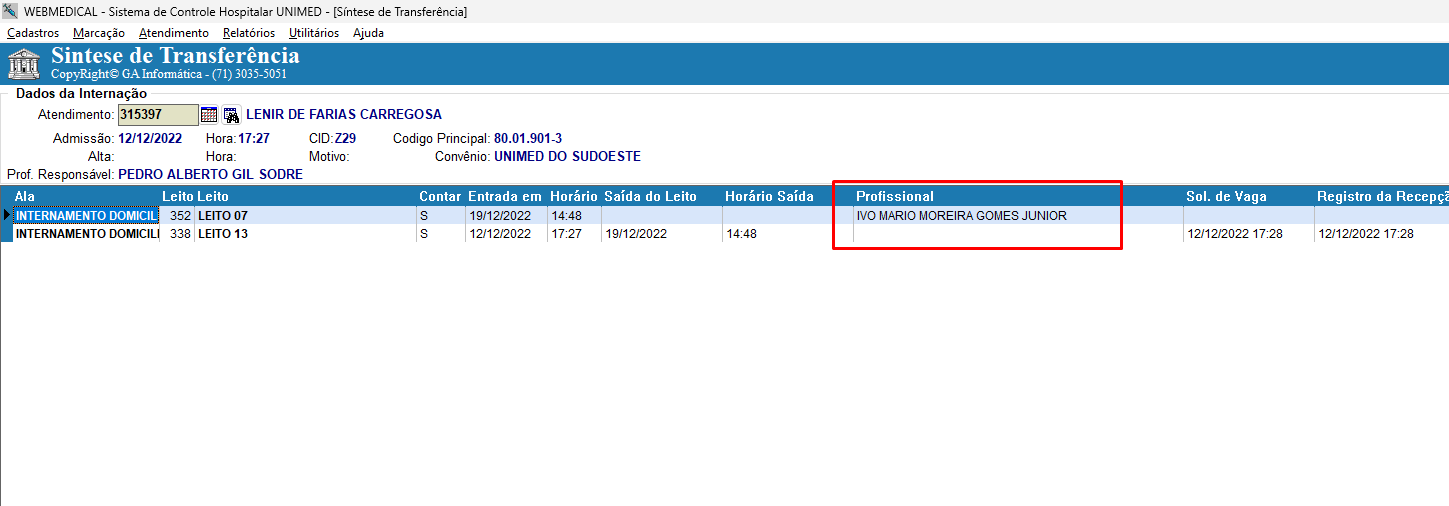 WEBMEDICAL - Sistema de Controle Hospitalar UNIMED - [Síntese de Transferência]
Cadastros Marcação Atendimento Relatórios Utilitários Ajuda
Sintese de Transferência
CopyRight© GA Informática - (71) 3035-5051
Dados da Internação
Atendimento: 315397 LENIR DE FARIAS CARREGOSA
Admissão: 12/12/2022 Hora: 17:27 CID: Z29 Codigo Principal: 80.01.901-3
Alta: Hora: Motivo: Convênio: UNIMED DO SUDOESTE
Prof. Responsável: PEDRO ALBERTO GIL SODRE
Ala Leito Leito Contar Entrada em Horário Saída do Leito Horário Saída Profissional Sol. de Vaga Registro da Recepçã
INTERNAMENTO DOMICILI 352 LEITO 07 S 19/12/2022 14:48 IVO MARIO MOREIRA GOMES JUNIOR
INTERNAMENTO DOMICILI 338 LEITO 13 S 12/12/2022 17:27 19/12/2022 14:48 12/12/2022 17:28 12/12/2022 17:28